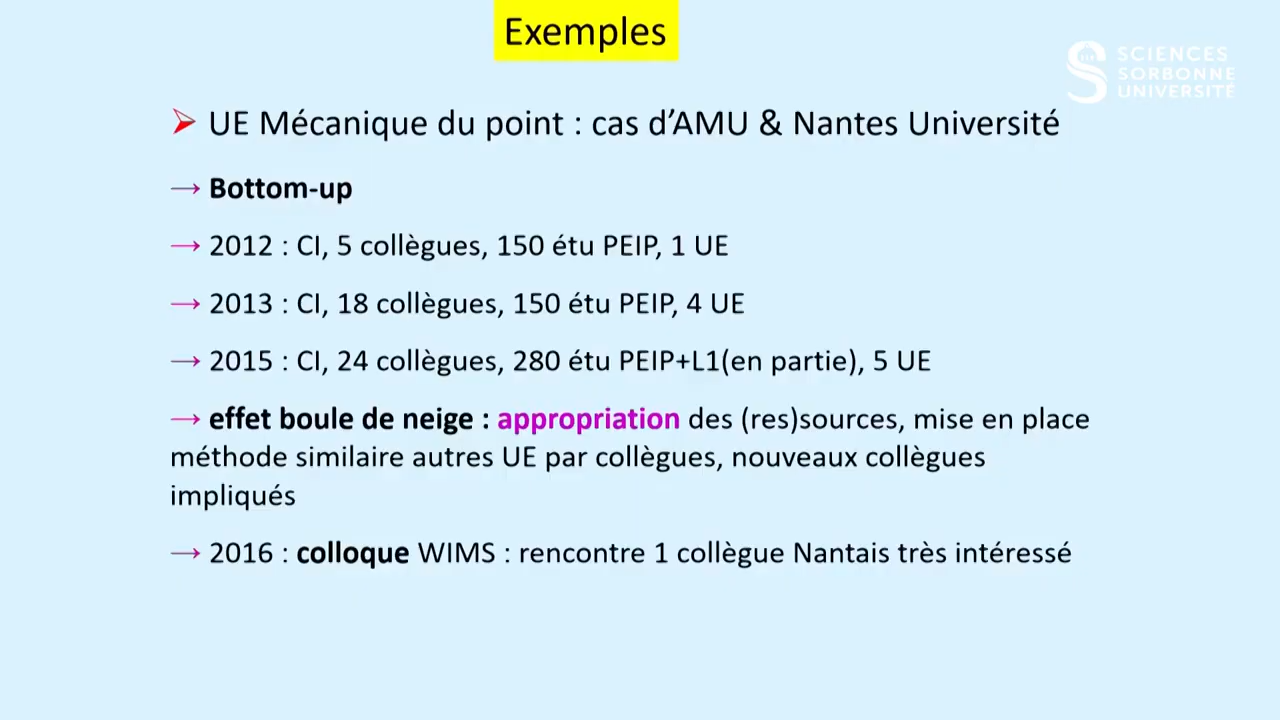 Exemples
SCIENCES
SORBONNE
UNIVERSITÉ
➢ UE Mécanique du point : cas d’AMU & Nantes Université
→ Bottom-up
→ 2012 : CI, 5 collègues, 150 étu PEIP, 1 UE
→ 2013 : CI, 18 collègues, 150 étu PEIP, 4 UE
→ 2015 : CI, 24 collègues, 280 étu PEIP+L1(en partie), 5 UE
→ effet boule de neige : appropriation des (res)sources, mise en place
méthode similaire autres UE par collègues, nouveaux collègues
impliqués
→ 2016 : colloque WIMS : rencontre 1 collègue Nantais très intéressé